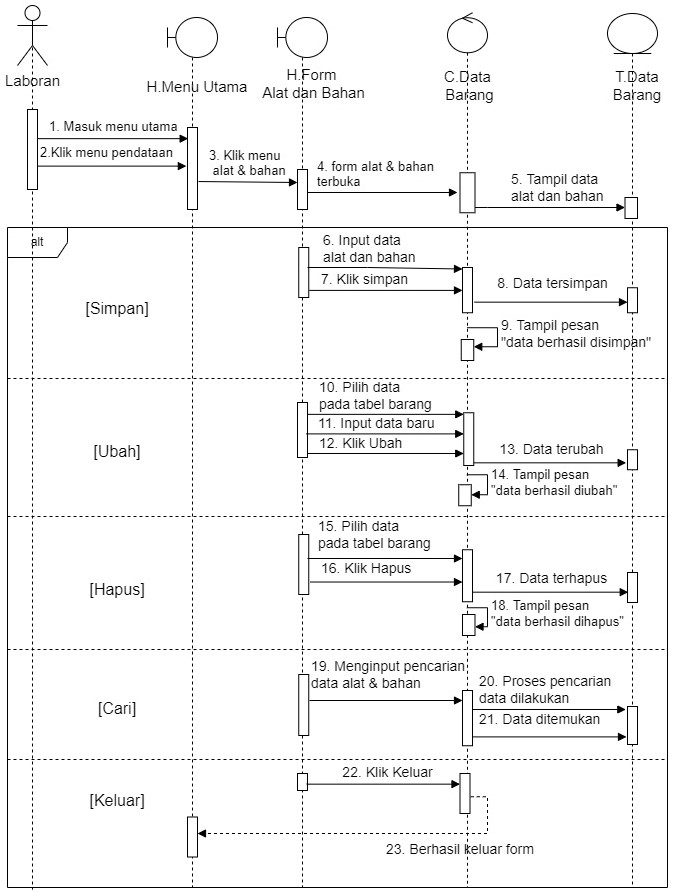 Laboran
H.Menu Utama
H.Form
Alat dan Bahan
C.Data
Barang
T.Data
Barang
1. Masuk menu utama
2.Klik menu pendataan
3. Klik menu
alat & bahan
4. form alat & bahan
terbuka
5. Tampil data
alat dan bahan
alt
[Simpan]
6. Input data
alat dan bahan
7. Klik simpan
8. Data tersimpan
9. Tampil pesan
"data berhasil disimpan"
[Ubah]
10. Pilih data
pada tabel barang
11. Input data baru
12. Klik Ubah
13. Data terubah
14. Tampil pesan
"data berhasil diubah"
[Hapus]
15. Pilih data
pada tabel barang
16. Klik Hapus
17. Data terhapus
18. Tampil pesan
"data berhasil dihapus"
[Cari]
19. Menginput pencarian
data alat & bahan
20. Proses pencarian
data dilakukan
21. Data ditemukan
[Keluar]
22. Klik Keluar
23. Berhasil keluar form